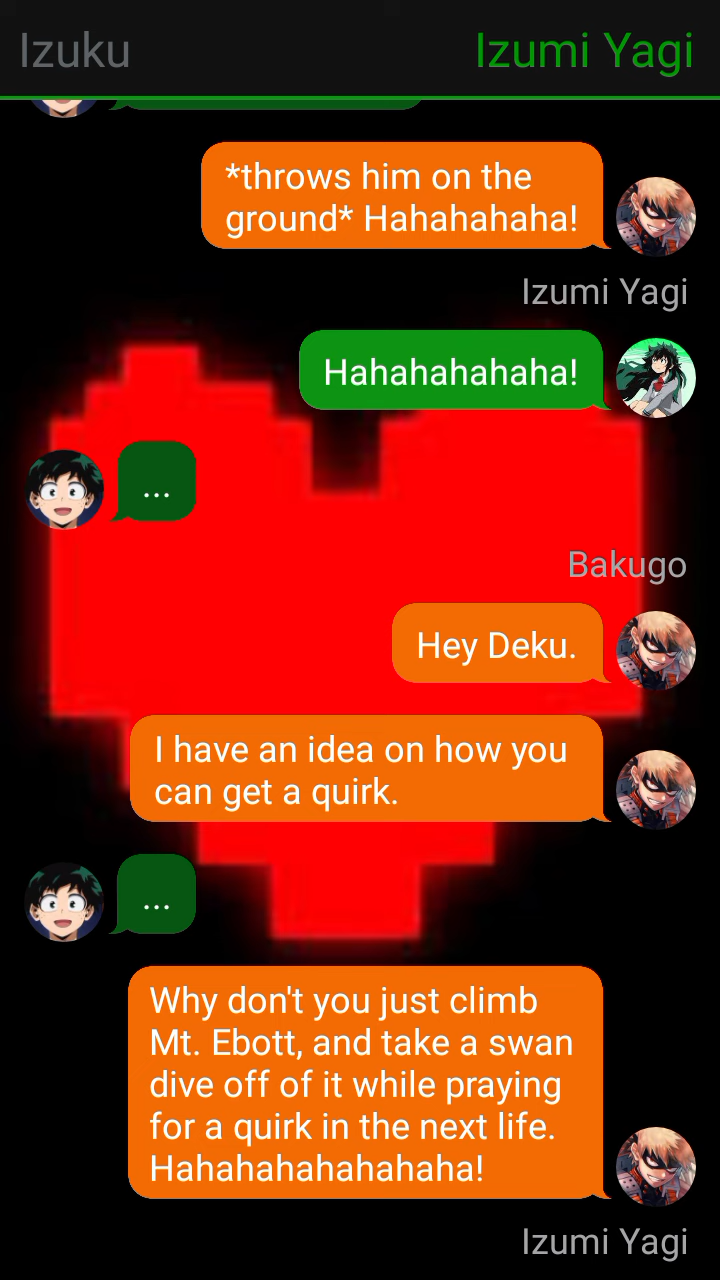 Izuku Izumi Yagi
*throws him on the
ground* Hahahahaha!
Izumi Yagi
Hahahahahaha!
...
Bakugo
Hey Deku.
I have an idea on how you
can get a quirk.
...
Why don't you just climb
Mt. Ebott, and take a swan
dive off of it while praying
for a quirk in the next life.
Hahahahahahaha!
Izumi Yagi